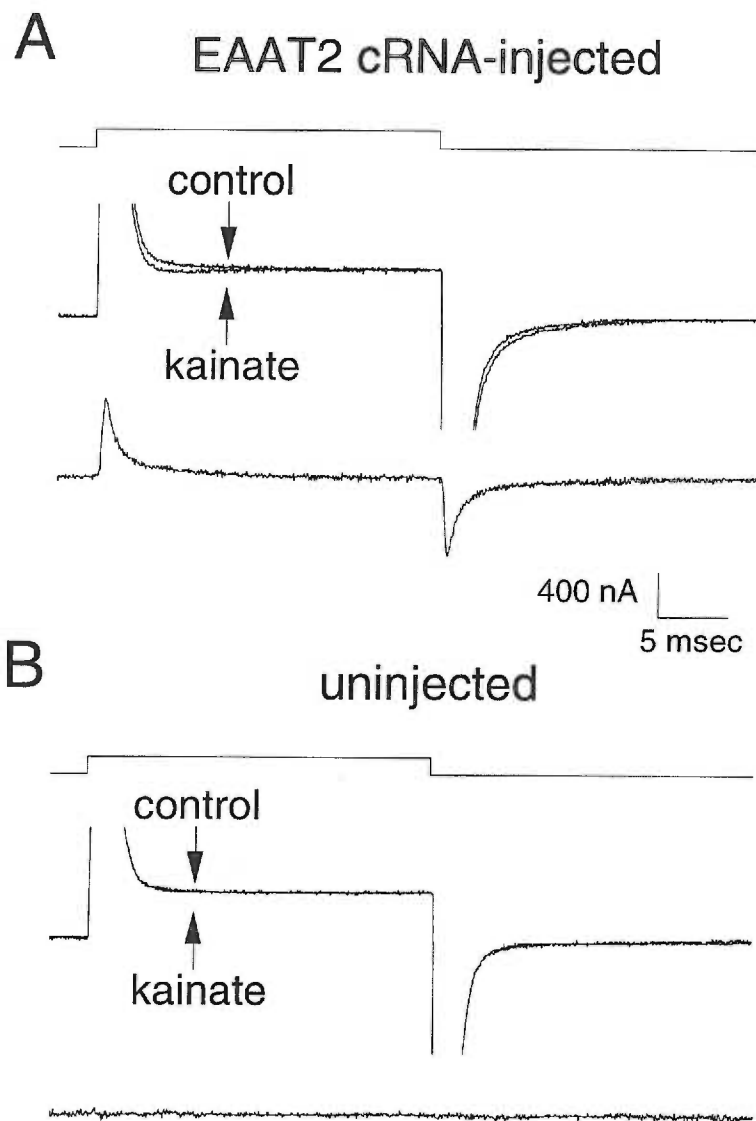 A
EAAT2 cRNA-injected
control
kainate
400 nA
5 msec
B
uninjected
control
kainate